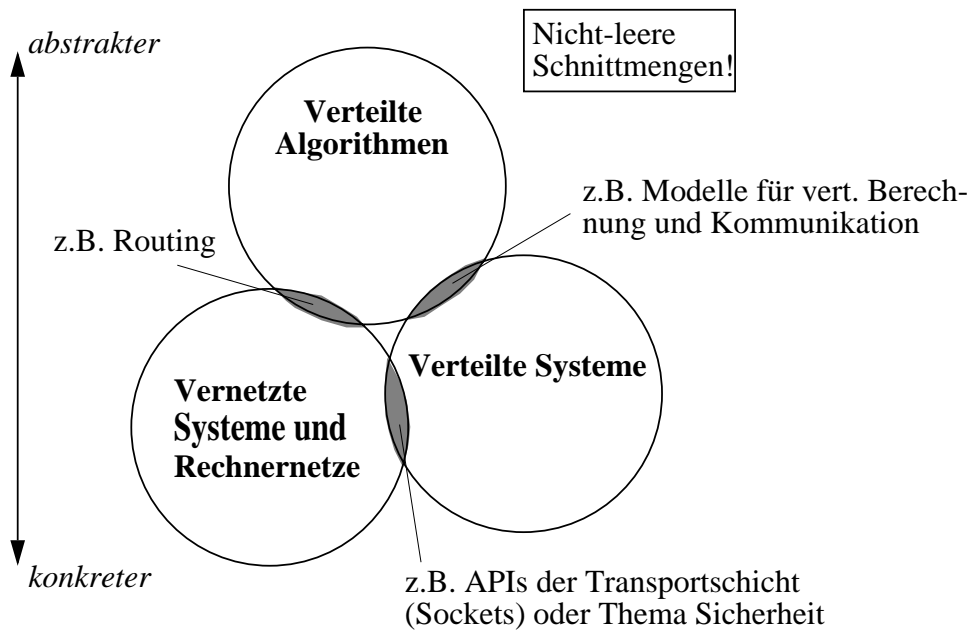 abstrakter
Nicht-leere
Schnittmengen!
Verteilte
Algorithmen
z.B. Modelle für vert. Berech-
nung und Kommunikation
z.B. Routing
Verteilte Systeme
Vernetzte
Systeme und
Rechnernetze
konkreter
z.B. APIs der Transportschicht
(Sockets) oder Thema Sicherheit